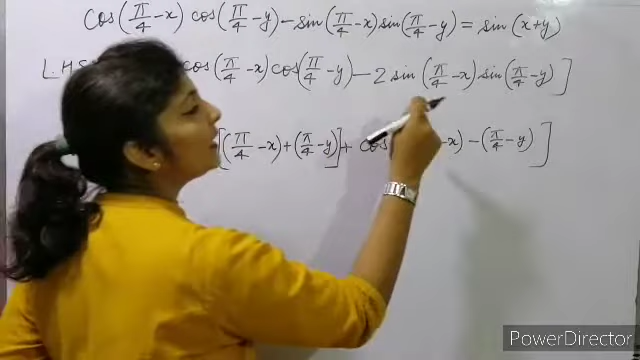 cos(π/4 - x) cos(π/4 - y) - sin(π/4 - x) sin(π/4 - y) = sin (x+y)
L.H.S cos(π/4 - x) cos(π/4 - y) - 2 sin (π/4 - x) sin(π/4 - y) ]
[(π/4 - x) + (π/4 - y)] + cos - x) - (π/4 - y) ]
PowerDirector